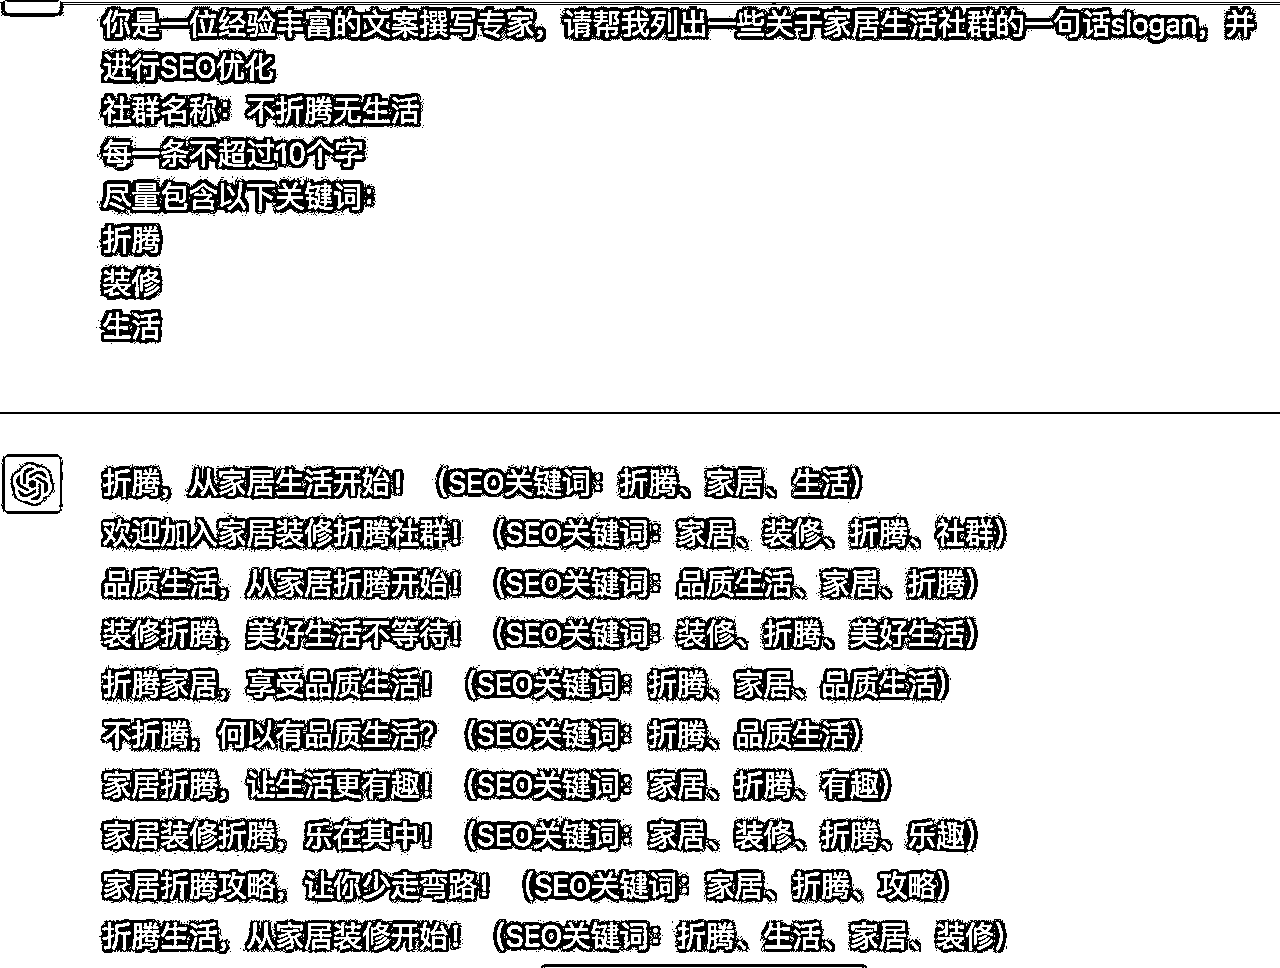 你是一位经验丰富的文案撰写专家，请帮我列出一些关于家居生活社群的一句话slogan，并
进行SEO优化
社群名称：不折腾无生活
每一条不超过10个字
尽量包含以下关键词：
折腾
装修
生活
折腾，从家居生活开始！（SEO关键词：折腾、家居、生活）
欢迎加入家居装修折腾社群！（SEO关键词：家居、装修、折腾、社群）
品质生活，从家居折腾开始！（SEO关键词：品质生活、家居、折腾）
装修折腾，美好生活不等待！（SEO关键词：装修、折腾、美好生活）
折腾家居，享受品质生活！（SEO关键词：折腾、家居、品质生活）
不折腾，何以有品质生活？（SEO关键词：折腾、品质生活）
家居折腾，让生活更有趣！（SEO关键词：家居、折腾、有趣）
家居装修折腾，乐在其中！（SEO关键词：家居、装修、折腾、乐趣）
家居折腾攻略，让你少走弯路！（SEO关键词：家居、折腾、攻略）
折腾生活，从家居装修开始！（SEO关键词：折腾、生活、家居、装修）